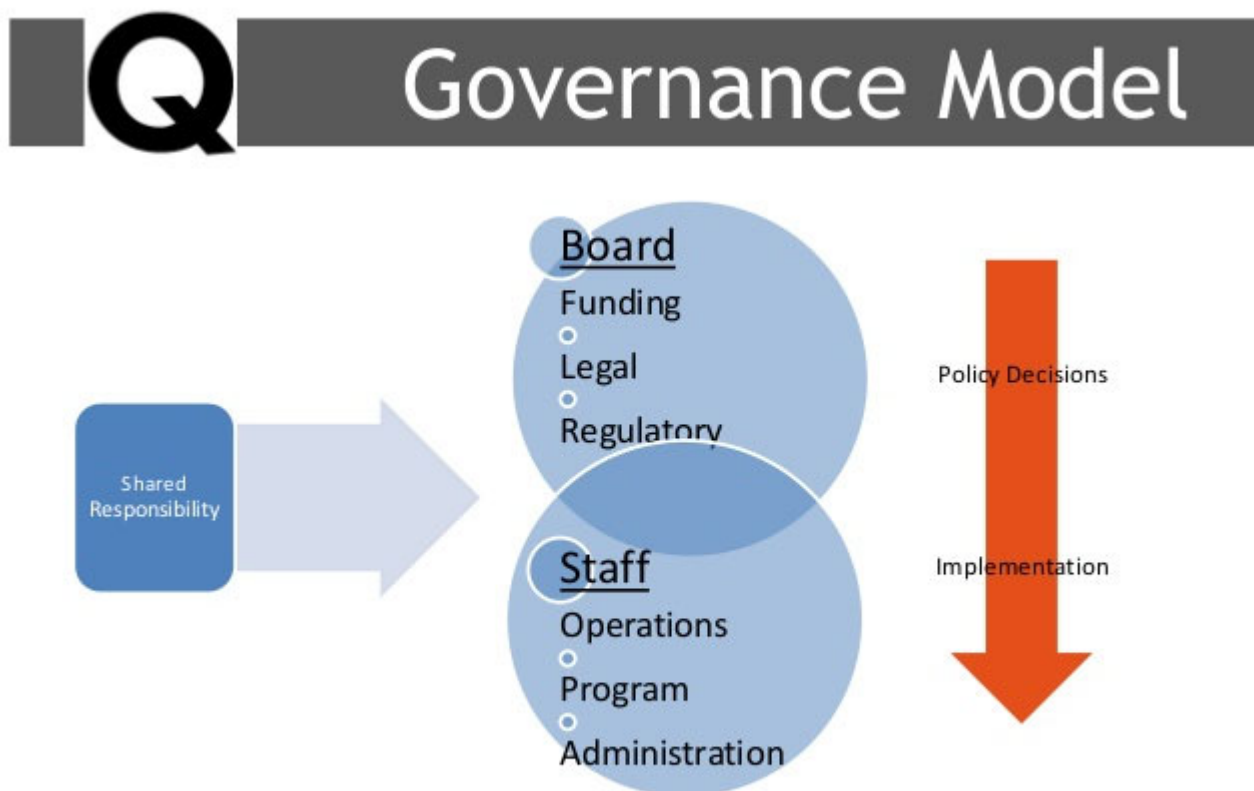 Q Governance Model
Board
Funding
Legal
Regulatory
Policy Decisions
Shared
Responsibility
Staff
Implementation
Operations
Program
Administration